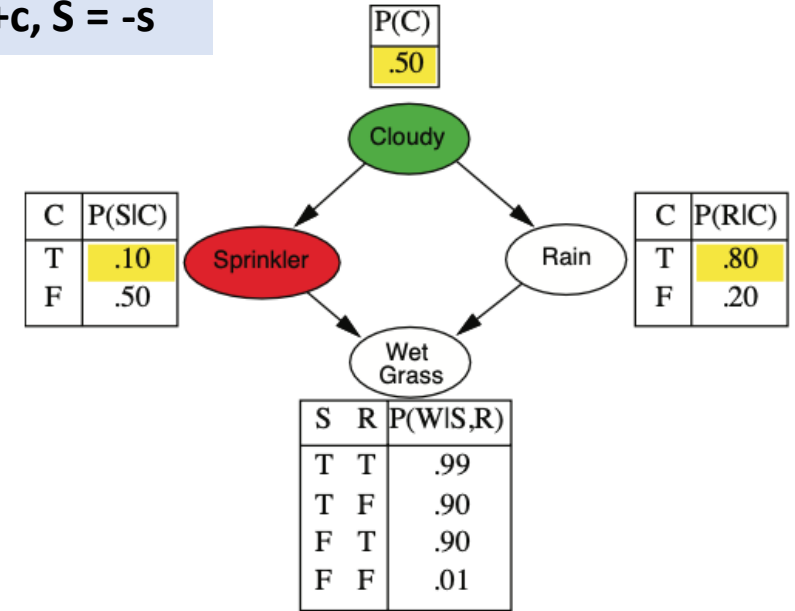 +c, S = -s
P(C)
.50
Cloudy
C P(S|C)
T .10
F .50
Sprinkler
Rain
C P(R|C)
T .80
F .20
Wet
Grass
S R P(W|S,R)
T T .99
T F .90
F T .90
F F .01